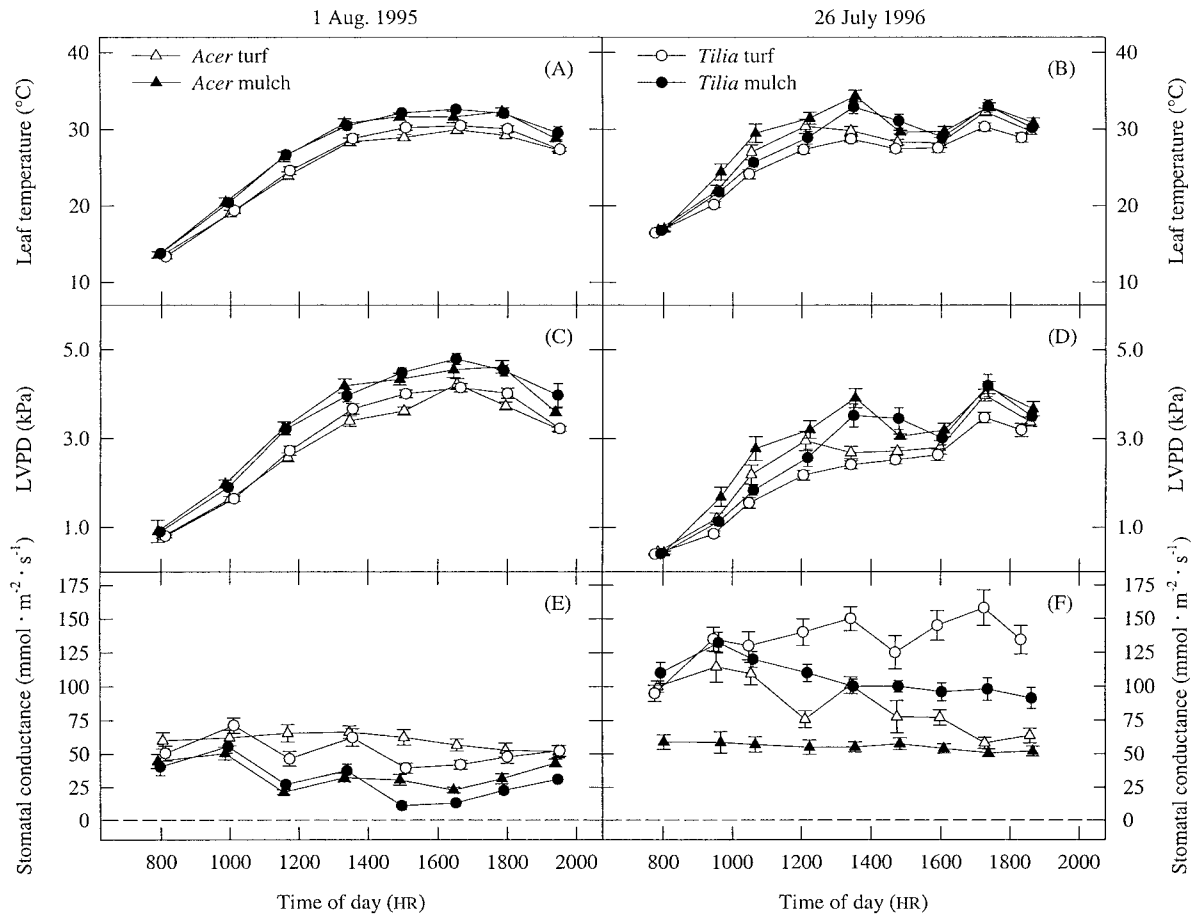 1 Aug. 1995
26 July 1996
Acer turf
Acer mulch
(A)
Tilia turf
Tilia mulch
(B)
40
30
20
10
Leaf temperature (°C)
40
30
20
10
Leaf temperature (°C)
(C)
(D)
5.0
3.0
1.0
LVPD (kPa)
5.0
3.0
1.0
LVPD (kPa)
(E)
(F)
175
150
125
100
75
50
25
0
Stomatal conductance (mmol · m-2 · s-1)
175
150
125
100
75
50
25
0
Stomatal conductance (mmol · m-2 · s-1)
800 1000 1200 1400 1600 1800 2000
800 1000 1200 1400 1600 1800 2000
Time of day (HR)
Time of day (HR)